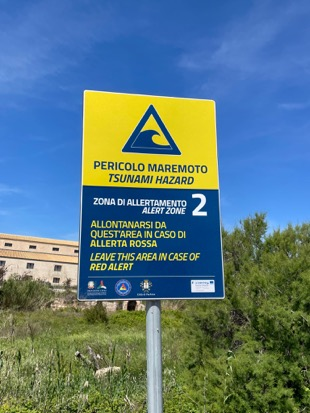 PERICOLO MAREMOTO
TSUNAMI HAZARD
ZONA DI ALLERTAMENTO 2
ALERT ZONE
ALLONTANARSI DA
QUEST'AREA IN CASO DI
ALLERTA ROSSA
LEAVE THIS AREA IN CASE OF
RED ALERT